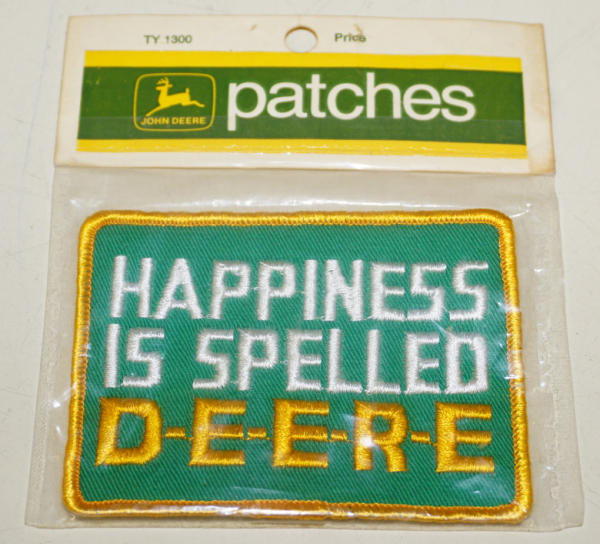 TY 1300 Price
JOHN DEERE patches
HAPPINESS
IS SPELLED
D-E-E-R-E